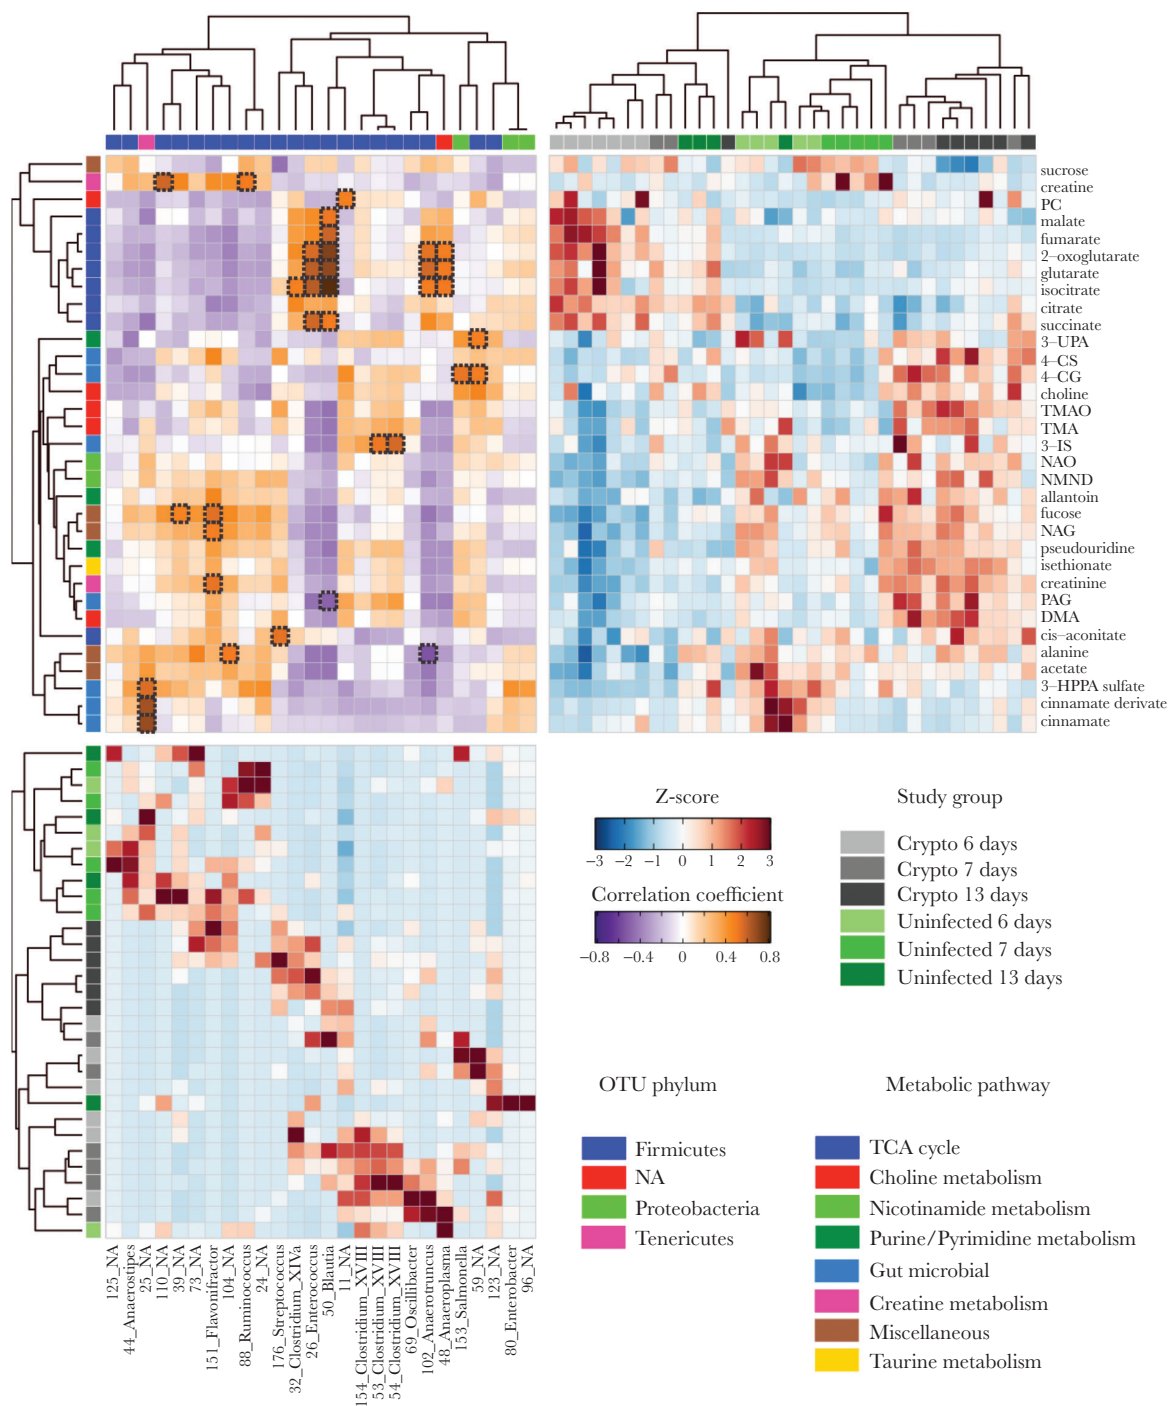 sucrose
creatine
PC
malate
fumarate
2–oxoglutarate
glutarate
isocitrate
citrate
succinate
3–UPA
4–CS
4–CG
choline
TMAO
TMA
3–IS
NAO
NMND
allantoin
fucose
NAG
pseudouridine
isethionate
creatinine
PAG
DMA
cis–aconitate
alanine
acetate
3–HPPA sulfate
cinnamate derivate
cinnamate
Z-score
−3 −2 −1 0 1 2 3
Correlation coefficient
−0.8 −0.4 0 0.4 0.8
Study group
Crypto 6 days
Crypto 7 days
Crypto 13 days
Uninfected 6 days
Uninfected 7 days
Uninfected 13 days
OTU phylum
Firmicutes
NA
Proteobacteria
Tenericutes
Metabolic pathway
TCA cycle
Choline metabolism
Nicotinamide metabolism
Purine/Pyrimidine metabolism
Gut microbial
Creatine metabolism
Miscellaneous
Taurine metabolism
125_NA
44_Anaerostipes
25_NA
110_NA
39_NA
73_NA
151_Flavonifractor
104_NA
88_Ruminococcus
24_NA
176_Streptococcus
32_Clostridium_XIVa
26_Enterococcus
50_Blautia
11_NA
154_Clostridium_XVIII
53_Clostridium_XVIII
54_Clostridium_XVIII
69_Oscillibacter
102_Anaerotruncus
48_Anaeroplasma
153_Salmonella
59_NA
123_NA
80_Enterobacter
96_NA